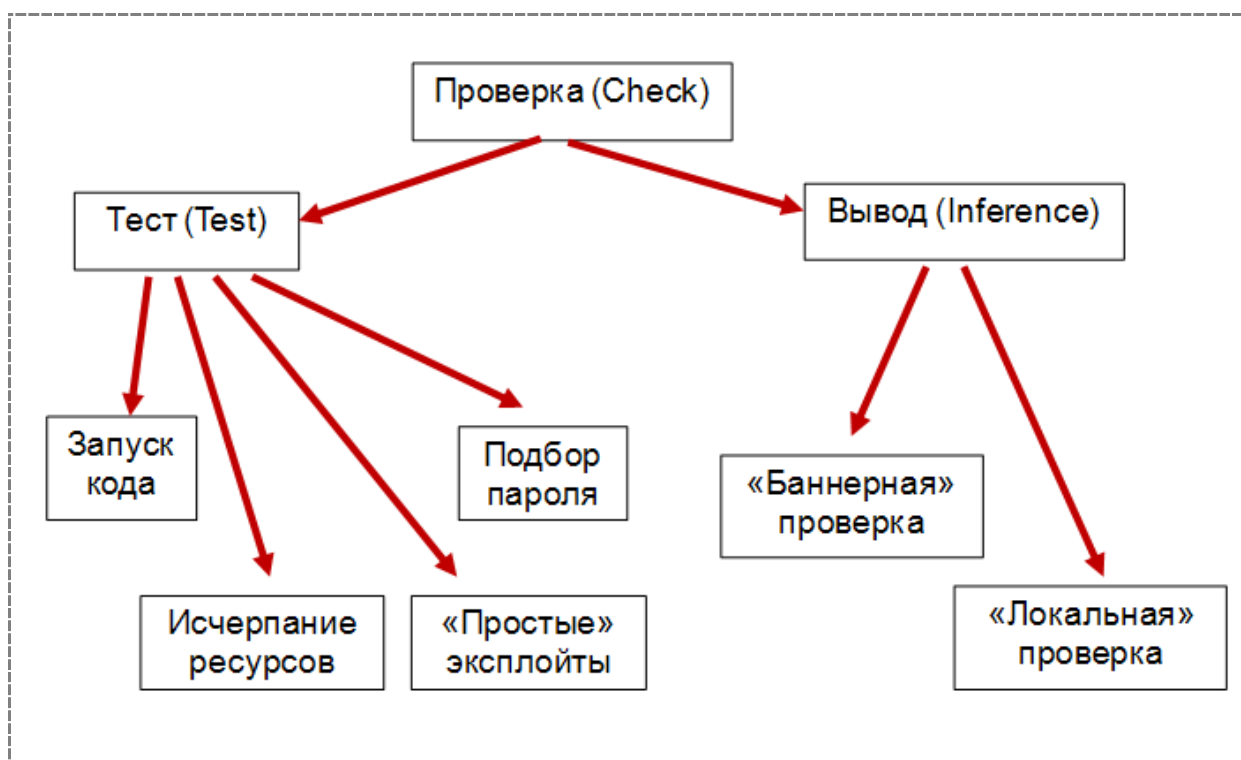 Проверка (Check)
Тест (Test)
Вывод (Inference)
Запуск
кода
Подбор
пароля
«Баннерная»
проверка
Исчерпание
ресурсов
«Простые»
эксплойты
«Локальная»
проверка